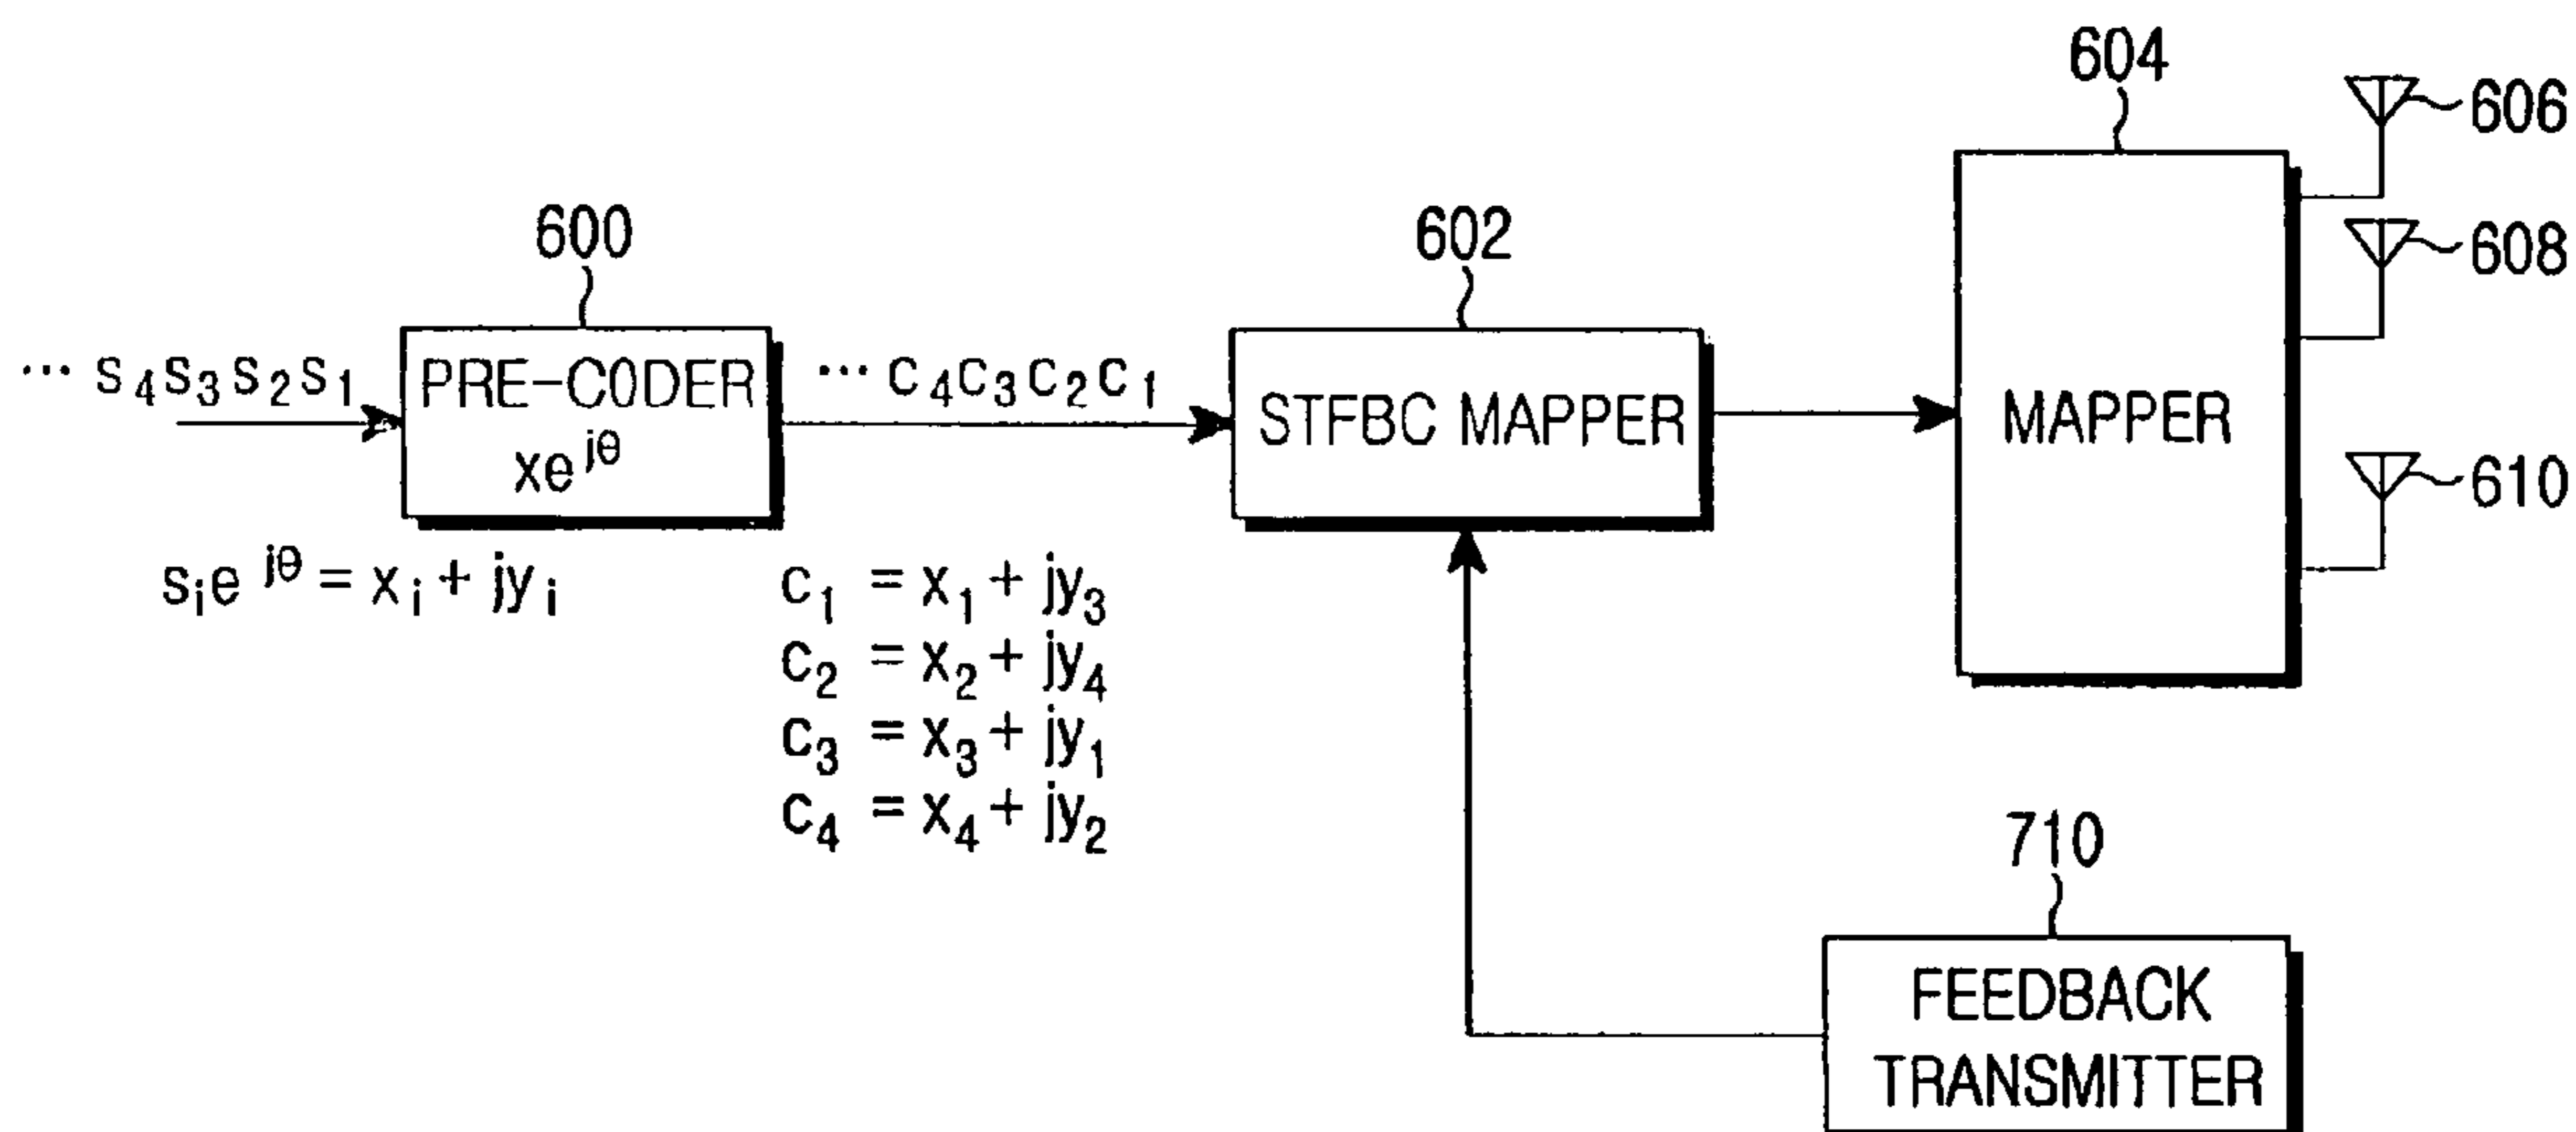 604
606
600
602
608
··· s₄s₃s₂s₁
PRE-CODER
xe^jθ
··· c₄c₃c₂c₁
STFBC MAPPER
MAPPER
610
sᵢe^jθ = xᵢ + jyᵢ
c₁ = x₁ + jy₃
c₂ = x₂ + jy₄
c₃ = x₃ + jy₁
c₄ = x₄ + jy₂
710
FEEDBACK
TRANSMITTER